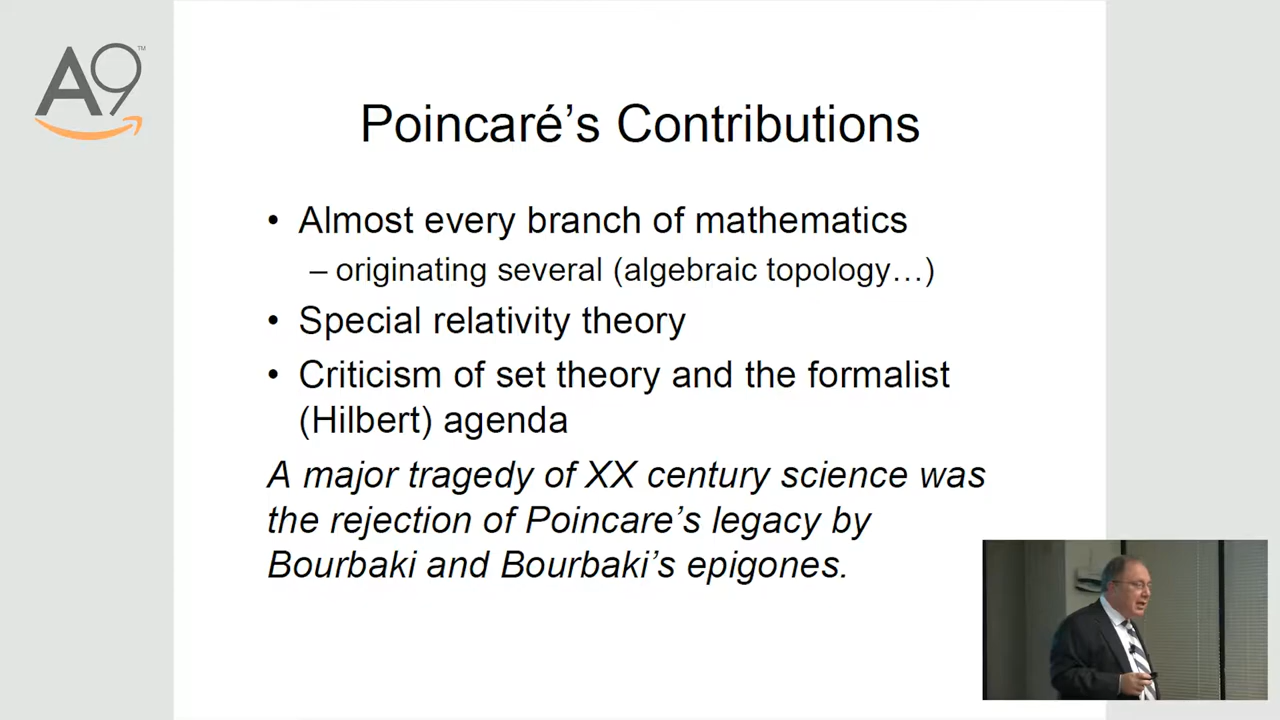 A9™
Poincaré's Contributions
• Almost every branch of mathematics
– originating several (algebraic topology…)
• Special relativity theory
• Criticism of set theory and the formalist
(Hilbert) agenda
A major tragedy of XX century science was
the rejection of Poincare's legacy by
Bourbaki and Bourbaki's epigones.